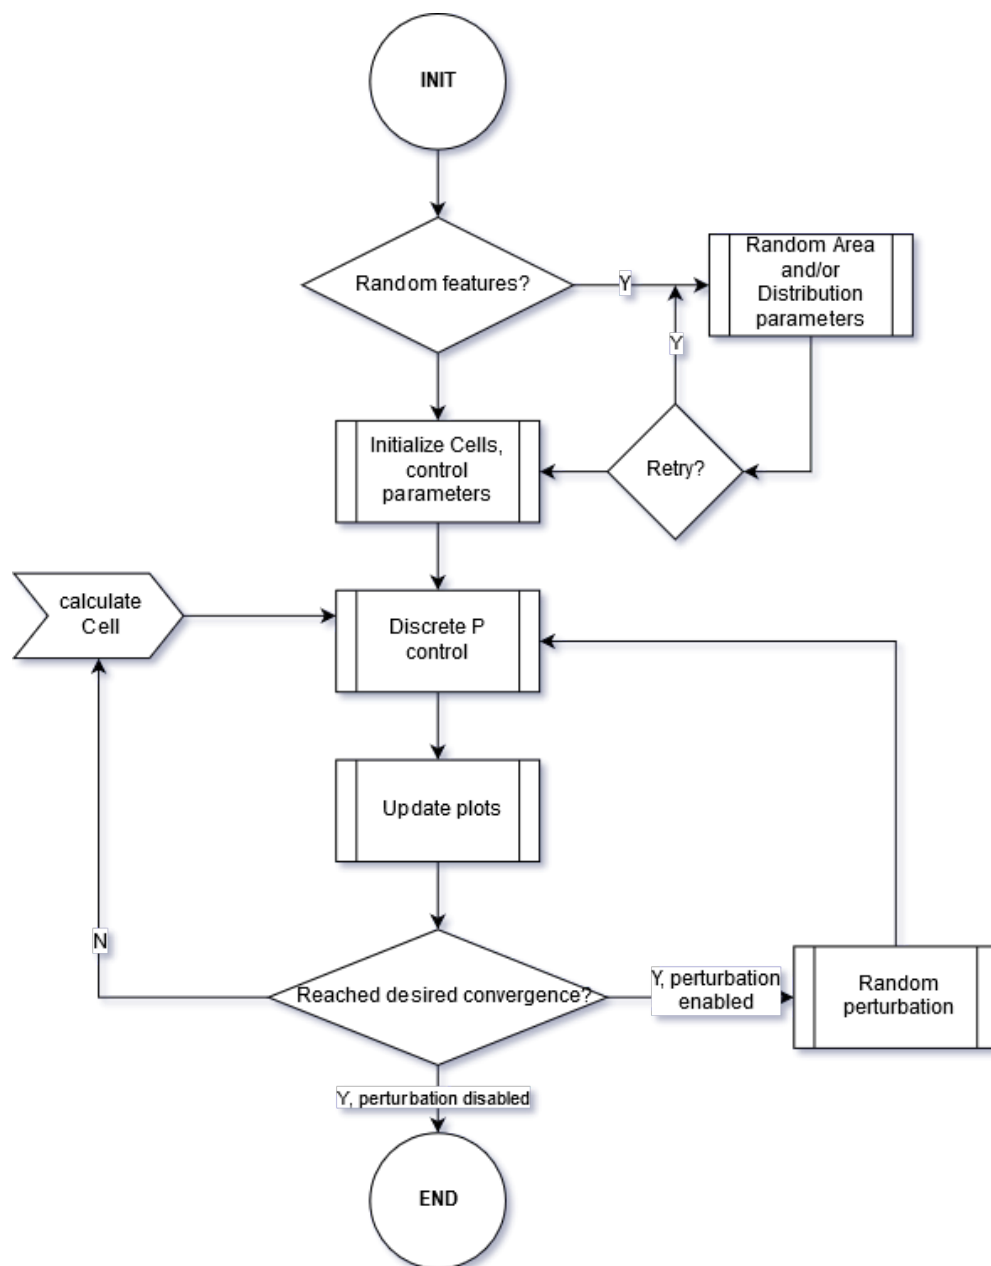 INIT
Random features?
Y
Random Area
and/or
Distribution
parameters
Y
Initialize Cells,
control
parameters
Retry?
calculate
Cell
Discrete P
control
Update plots
N
Reached desired convergence?
Y, perturbation
enabled
Random
perturbation
Y, perturbation disabled
END